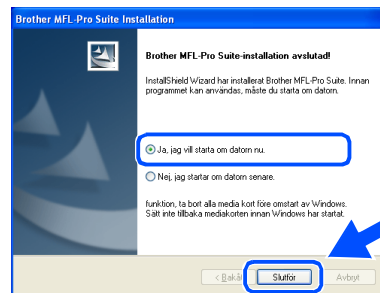 Brother MFL-Pro Suite Installation
Brother MFL-Pro Suite-installation avslutad!
InstallShield Wizard har installerat Brother MFL-Pro Suite. Innan
programmet kan användas, måste du starta om datorn.
Ja, jag vill starta om datorn nu.
Nej, jag startar om datorn senare.
funktion, ta bort alla media kort före omstart av Windows.
Sätt inte tillbaka mediakorten innan Windows har startat.
< Bakåt
Slutför
Avbryt